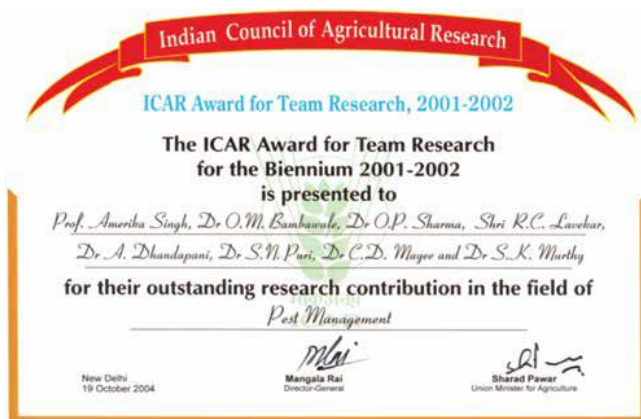 Indian Council of Agricultural Research
ICAR Award for Team Research, 2001-2002
The ICAR Award for Team Research
for the Biennium 2001-2002
is presented to
Prof. Amerika Singh, Dr O.M. Bambawale, Dr O.P. Sharma, Shri R.C. Lavekar,
Dr A. Dhandapani, Dr S.N. Puri, Dr C.D. Mayee and Dr S.K. Murthy
for their outstanding research contribution in the field of
Pest Management
New Delhi
19 October 2004
Mangala Rai
Director-General
Sharad Pawar
Union Minister for Agriculture